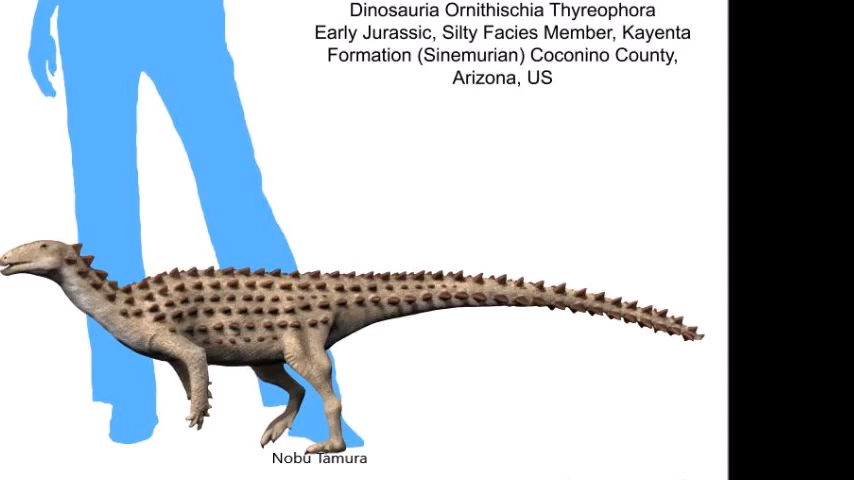 Dinosauria Ornithischia Thyreophora
Early Jurassic, Silty Facies Member, Kayenta
Formation (Sinemurian) Coconino County,
Arizona, US
Nobu Tamura